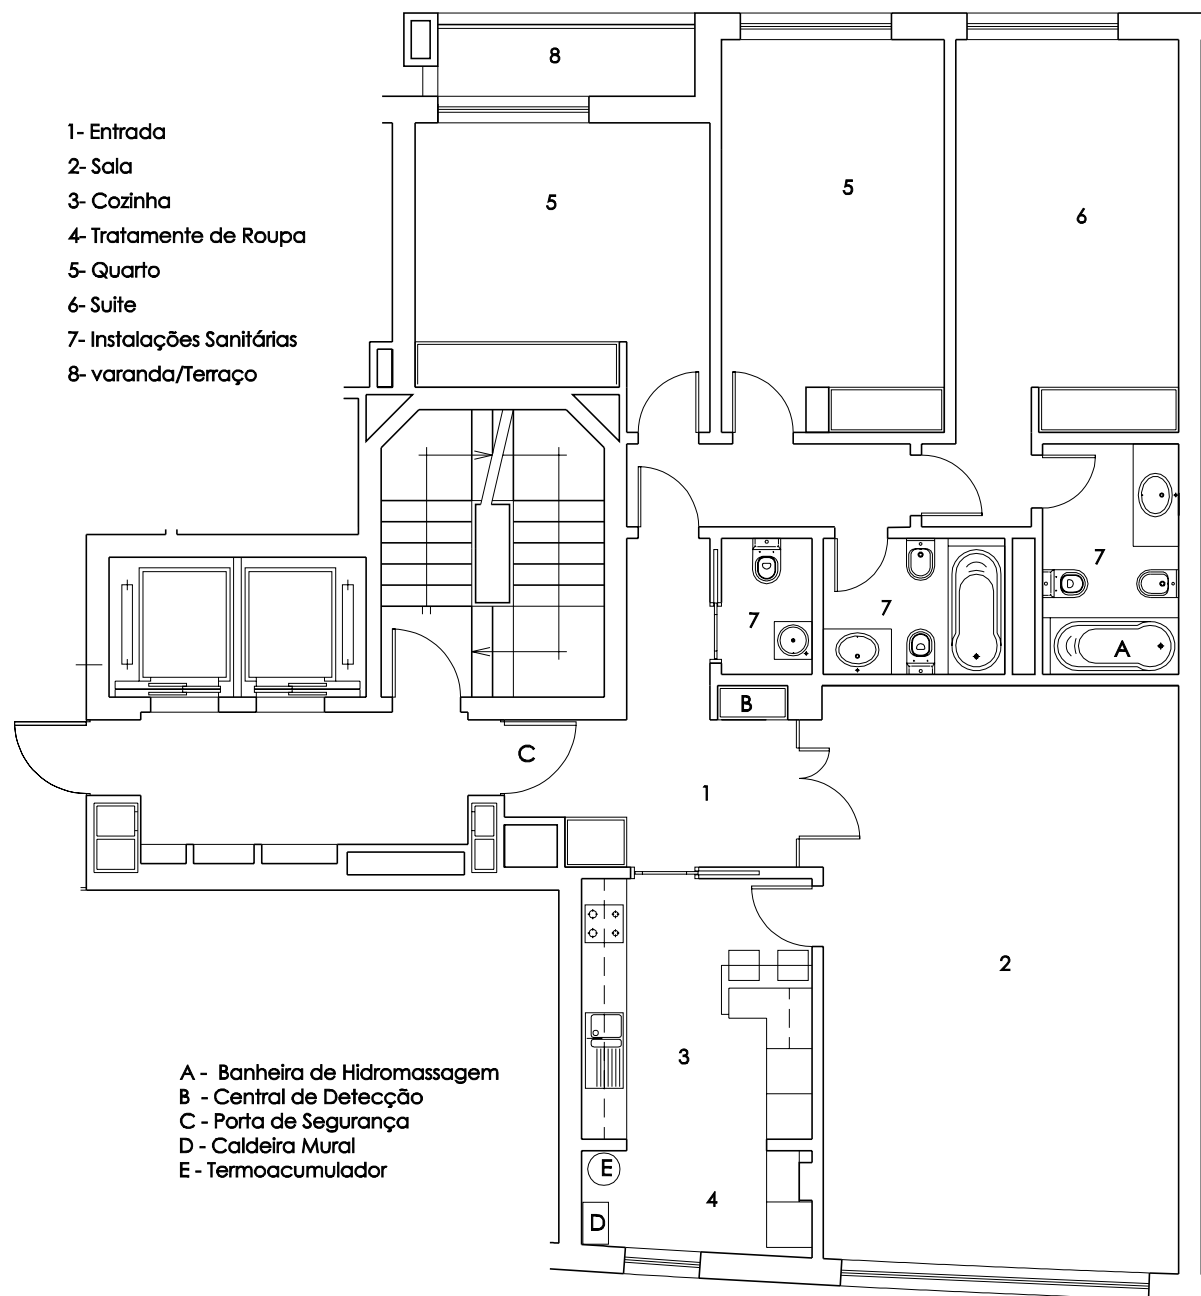 8
1- Entrada
2- Sala
3- Cozinha
4- Tratamente de Roupa
5- Quarto
6- Suite
7- Instalações Sanitárias
8- varanda/Terraço
5
5
6
7
7
7
A
B
C
1
2
3
A - Banheira de Hidromassagem
B - Central de Detecção
C - Porta de Segurança
D - Caldeira Mural
E - Termoacumulador
E
4
D